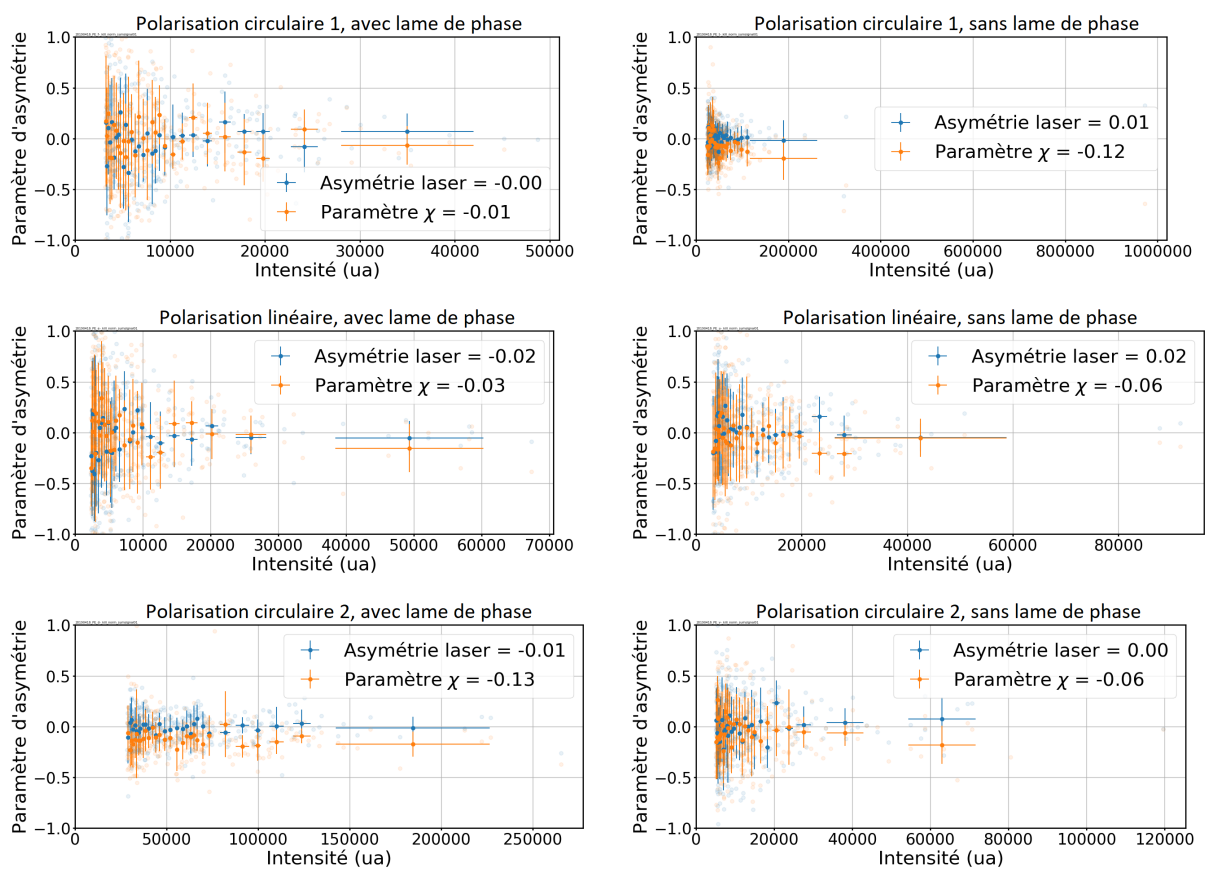 Polarisation circulaire 1, avec lame de phase
Paramètre d'asymétrie
1.0
0.5
0.0
−0.5
−1.0
Asymétrie laser = -0.00
Paramètre χ = -0.01
0 10000 20000 30000 40000 50000
Intensité (ua)
Polarisation circulaire 1, sans lame de phase
Paramètre d'asymétrie
1.0
0.5
0.0
−0.5
−1.0
Asymétrie laser = 0.01
Paramètre χ = -0.12
0 200000 400000 600000 800000 1000000
Intensité (ua)
Polarisation linéaire, avec lame de phase
Paramètre d'asymétrie
1.0
0.5
0.0
−0.5
−1.0
Asymétrie laser = -0.02
Paramètre χ = -0.03
0 10000 20000 30000 40000 50000 60000 70000
Intensité (ua)
Polarisation linéaire, sans lame de phase
Paramètre d'asymétrie
1.0
0.5
0.0
−0.5
−1.0
Asymétrie laser = 0.02
Paramètre χ = -0.06
0 20000 40000 60000 80000
Intensité (ua)
Polarisation circulaire 2, avec lame de phase
Paramètre d'asymétrie
1.0
0.5
0.0
−0.5
−1.0
Asymétrie laser = -0.01
Paramètre χ = -0.13
0 50000 100000 150000 200000 250000
Intensité (ua)
Polarisation circulaire 2, sans lame de phase
Paramètre d'asymétrie
1.0
0.5
0.0
−0.5
−1.0
Asymétrie laser = 0.00
Paramètre χ = -0.06
0 20000 40000 60000 80000 100000 120000
Intensité (ua)